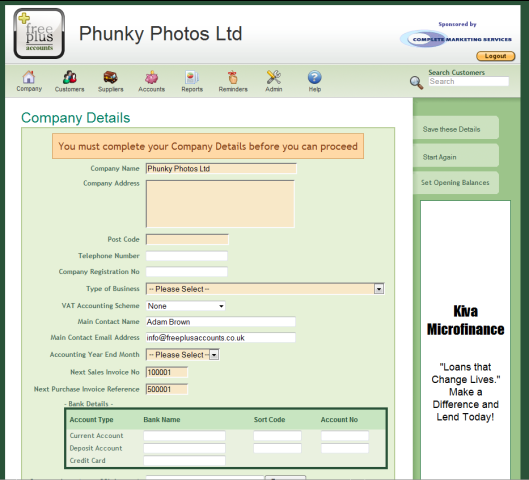 free
plus
accounts
Phunky Photos Ltd
Sponsored by
COMPLETE MARKETING SERVICES
Logout
Company
Customers
Suppliers
Accounts
Reports
Reminders
Admin
Help
Search Customers
Search
Company Details
You must complete your Company Details before you can proceed
Company Name Phunky Photos Ltd
Company Address
Post Code
Telephone Number
Company Registration No
Type of Business -- Please Select --
VAT Accounting Scheme None
Main Contact Name Adam Brown
Main Contact Email Address info@freeplusaccounts.co.uk
Accounting Year End Month -- Please Select --
Next Sales Invoice No 100001
Next Purchase Invoice Reference 500001
- Bank Details -
Account Type Bank Name Sort Code Account No
Current Account
Deposit Account
Credit Card
Save these Details
Start Again
Set Opening Balances
Kiva
Microfinance
"Loans that
Change Lives."
Make a
Difference and
Lend Today!